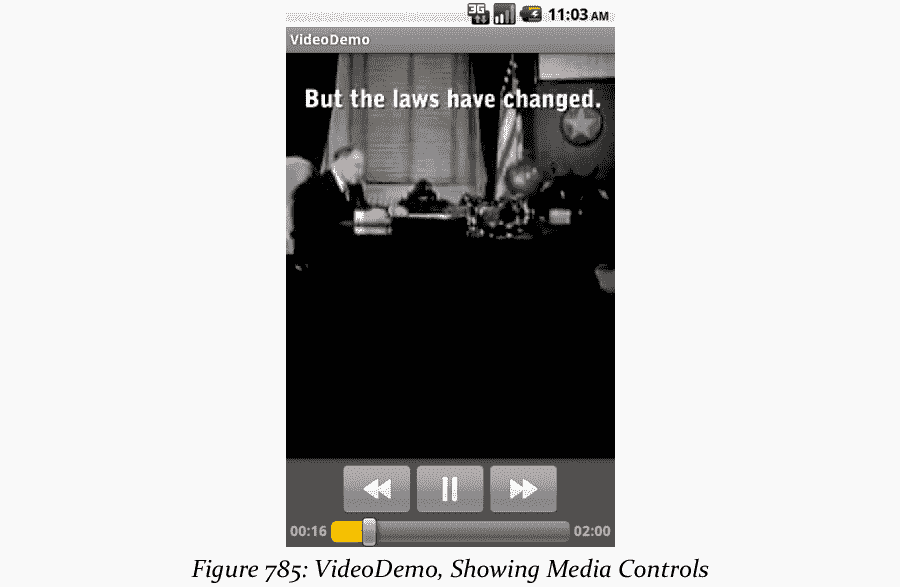 3G 11:03 AM
VideoDemo
But the laws have changed.
00:16 02:00
Figure 785: VideoDemo, Showing Media Controls